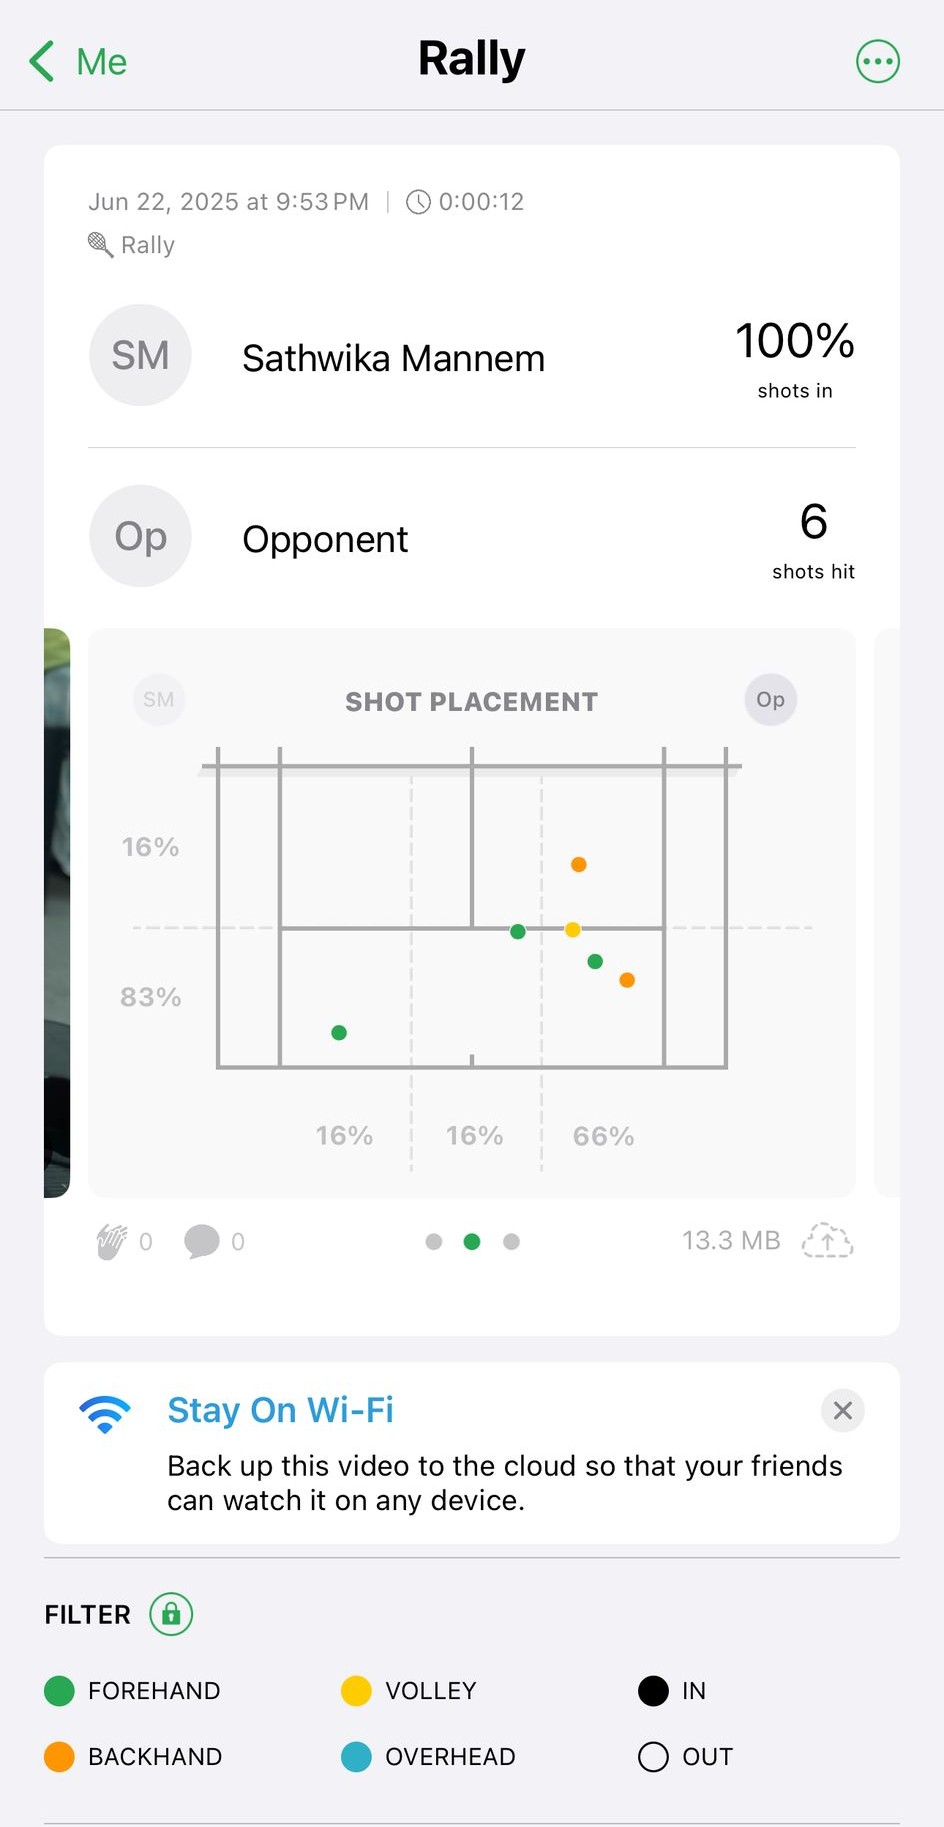 Me
Rally
Jun 22, 2025 at 9:53 PM | 0:00:12
Rally
SM
Sathwika Mannem
100%
shots in
Op
Opponent
6
shots hit
SM
SHOT PLACEMENT
Op
16%
83%
16%
16%
66%
0
0
13.3 MB
Stay On Wi-Fi
Back up this video to the cloud so that your friends
can watch it on any device.
FILTER
FOREHAND
VOLLEY
IN
BACKHAND
OVERHEAD
OUT